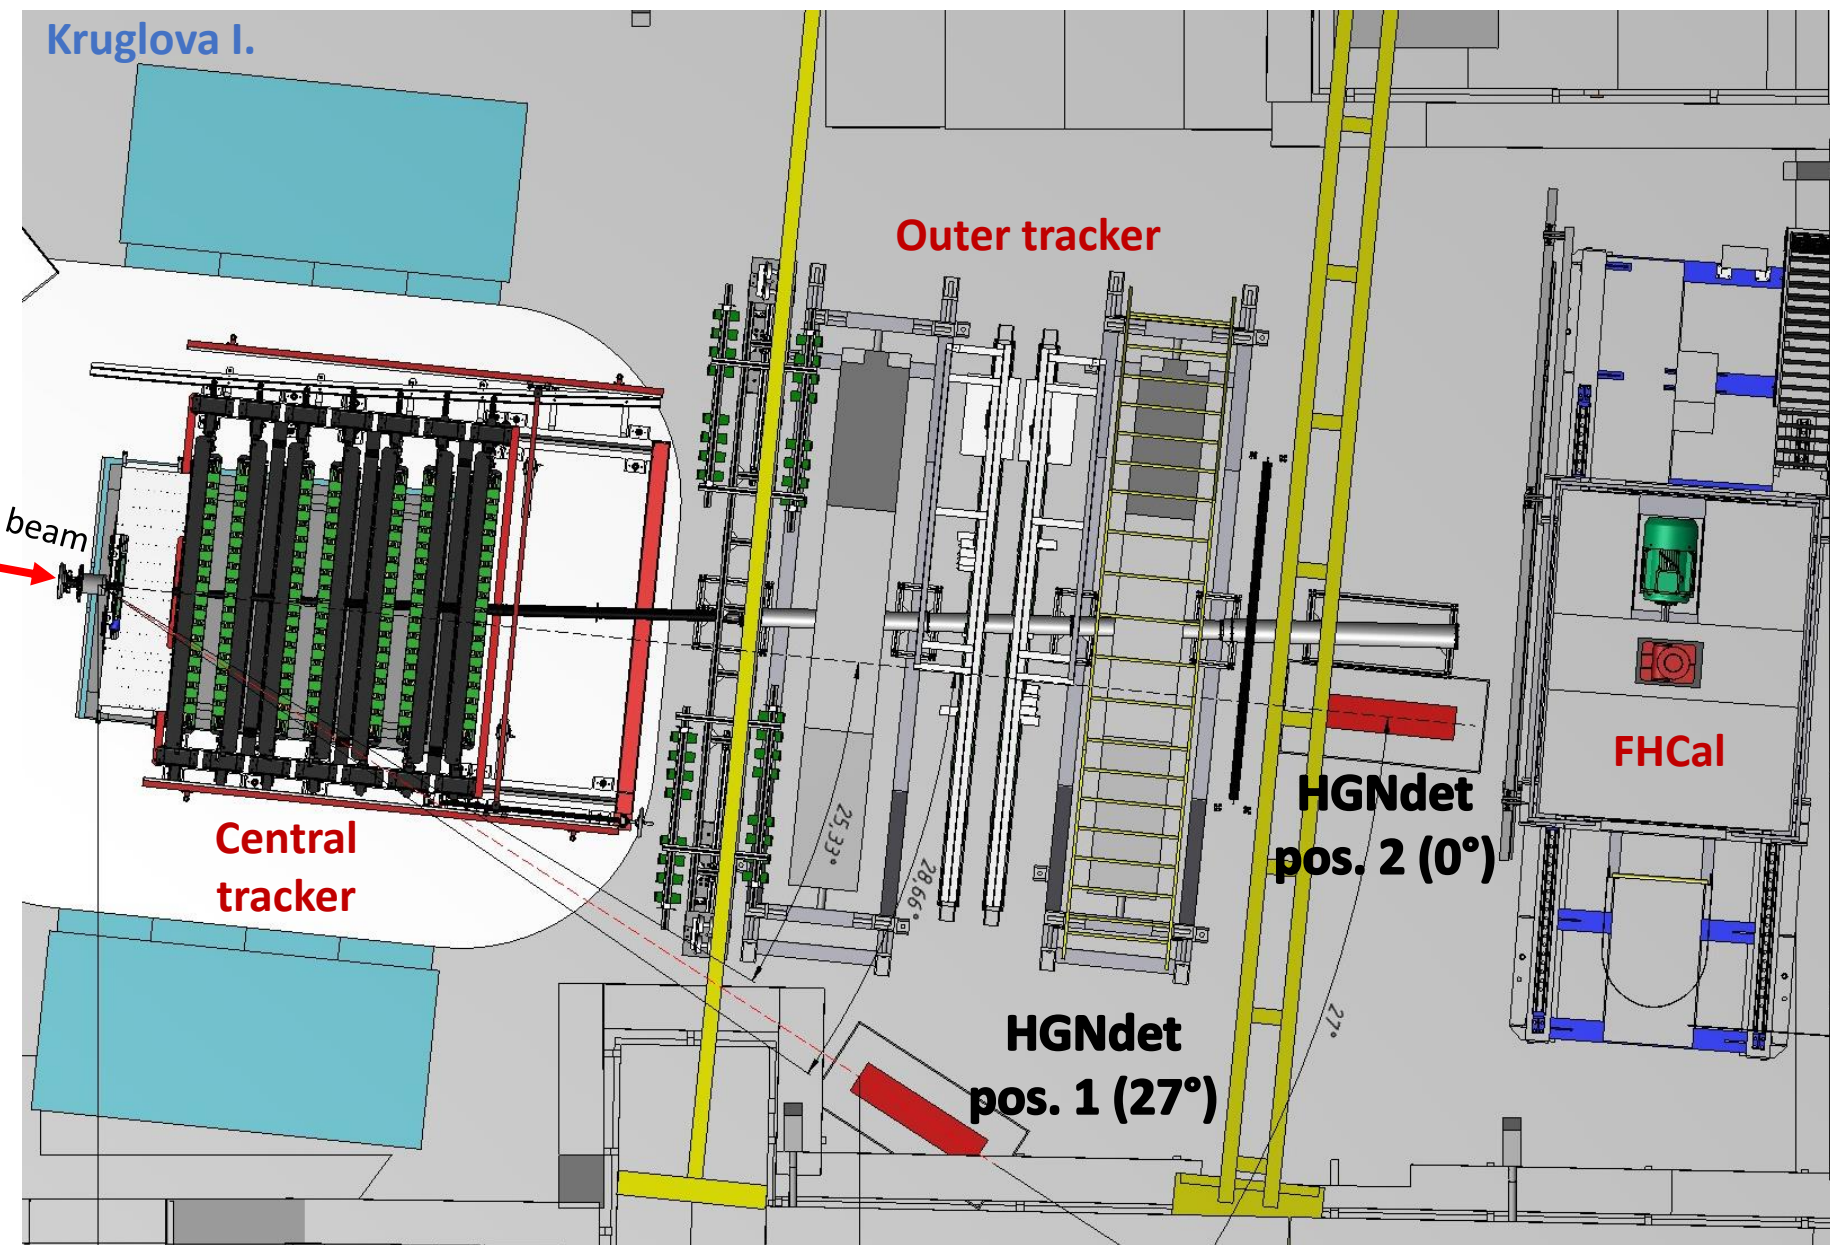 Kruglova I.
Outer tracker
beam
FHCal
HGNdet
pos. 2 (0°)
Central
tracker
25,33°
28,66°
27°
HGNdet
pos. 1 (27°)